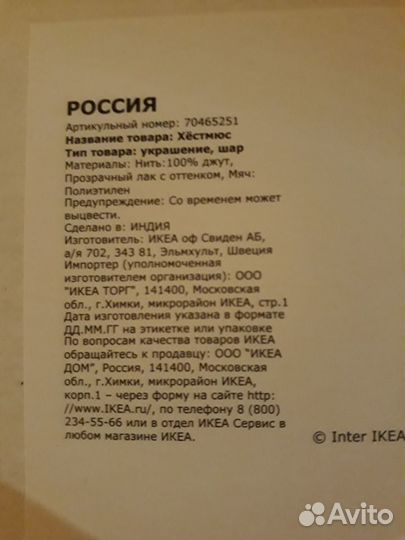 РОССИЯ
Артикульный номер: 70465251
Название товара: Хёстмюс
Тип товара: украшение, шар
Материалы: Нить:100% джут,
Прозрачный лак с оттенком, Мяч:
Полиэтилен
Предупреждение: Со временем может
выцвести.
Сделано в: ИНДИЯ
Изготовитель: ИКЕА оф Свиден АБ,
а/я 702, 343 81, Эльмхульт, Швеция
Импортер (уполномоченная
изготовителем организация): ООО
"ИКЕА ТОРГ", 141400, Московская
обл., г.Химки, микрорайон ИКЕА, стр.1
Дата изготовления указана в формате
ДД.ММ.ГГ на этикетке или упаковке
По вопросам качества товаров ИКЕА
обращайтесь к продавцу: ООО "ИКЕА
ДОМ", Россия, 141400, Московская
обл., г.Химки, микрорайон ИКЕА,
корп.1 – через форму на сайте http:
//www.IKEA.ru/, по телефону 8 (800)
234-55-66 или в отдел ИКЕА Сервис в
любом магазине ИКЕА.
© Inter IKEA
Avito